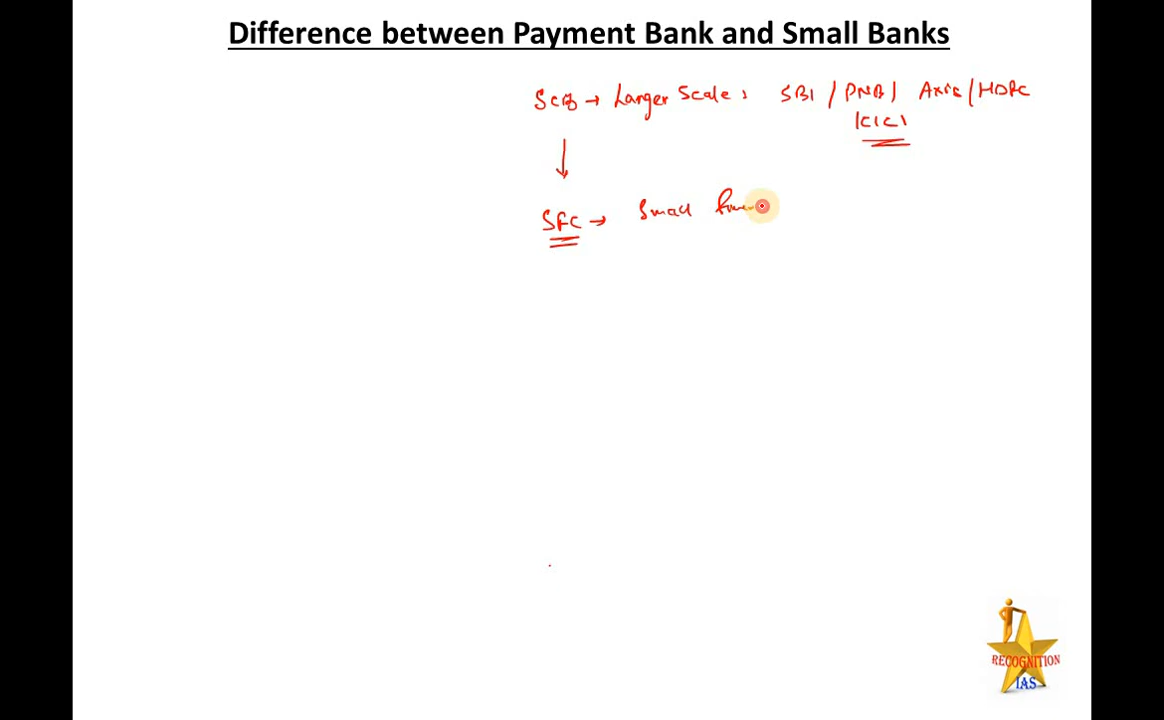 Difference between Payment Bank and Small Banks
SCB → Larger Scale : SBI / PNB / Axis / HDFC
ICICI
↓
SFC → Small
RECOGNITION
IAS